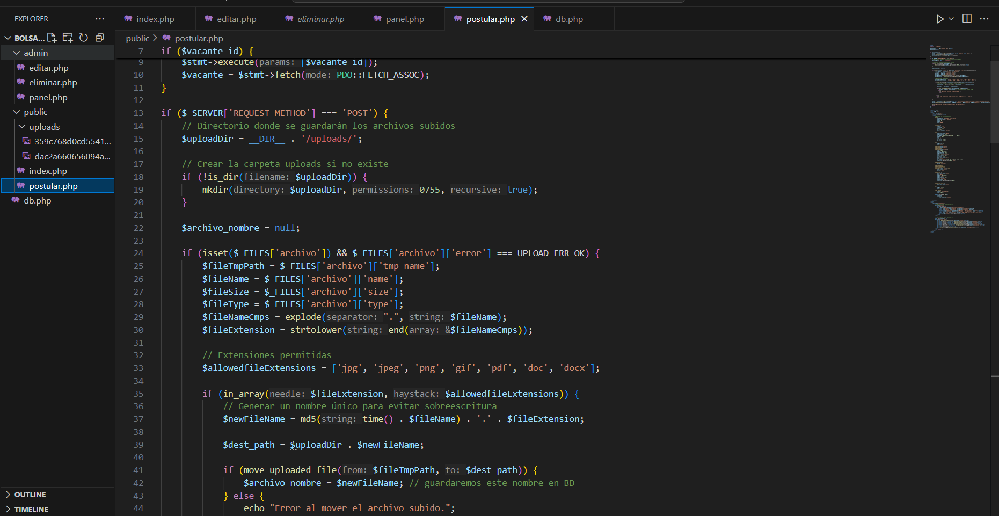 EXPLORER ···
BOLSA...
admin
editar.php
eliminar.php
panel.php
public
uploads
359c768d0cd5541...
dac2a660656094a...
index.php
postular.php
db.php
OUTLINE
TIMELINE
index.php editar.php eliminar.php panel.php postular.php db.php ···
public > postular.php
7 if ($vacante_id) {
9 $stmt->execute(params: [$vacante_id]);
10 $vacante = $stmt->fetch(mode: PDO::FETCH_ASSOC);
11 }
12
13 if ($_SERVER['REQUEST_METHOD'] === 'POST') {
14 // Directorio donde se guardarán los archivos subidos
15 $uploadDir = __DIR__ . '/uploads/';
16
17 // Crear la carpeta uploads si no existe
18 if (!is_dir(filename: $uploadDir)) {
19 mkdir(directory: $uploadDir, permissions: 0755, recursive: true);
20 }
21
22 $archivo_nombre = null;
23
24 if (isset($_FILES['archivo']) && $_FILES['archivo']['error'] === UPLOAD_ERR_OK) {
25 $fileTmpPath = $_FILES['archivo']['tmp_name'];
26 $fileName = $_FILES['archivo']['name'];
27 $fileSize = $_FILES['archivo']['size'];
28 $fileType = $_FILES['archivo']['type'];
29 $fileNameCmps = explode(separator: ".", string: $fileName);
30 $fileExtension = strtolower(string: end(array: &$fileNameCmps));
31
32 // Extensiones permitidas
33 $allowedfileExtensions = ['jpg', 'jpeg', 'png', 'gif', 'pdf', 'doc', 'docx'];
34
35 if (in_array(needle: $fileExtension, haystack: $allowedfileExtensions)) {
36 // Generar un nombre único para evitar sobreescritura
37 $newFileName = md5(string: time() . $fileName) . '.' . $fileExtension;
38
39 $dest_path = $uploadDir . $newFileName;
40
41 if (move_uploaded_file(from: $fileTmpPath, to: $dest_path)) {
42 $archivo_nombre = $newFileName; // guardaremos este nombre en BD
43 } else {
44 echo "Error al mover el archivo subido.";